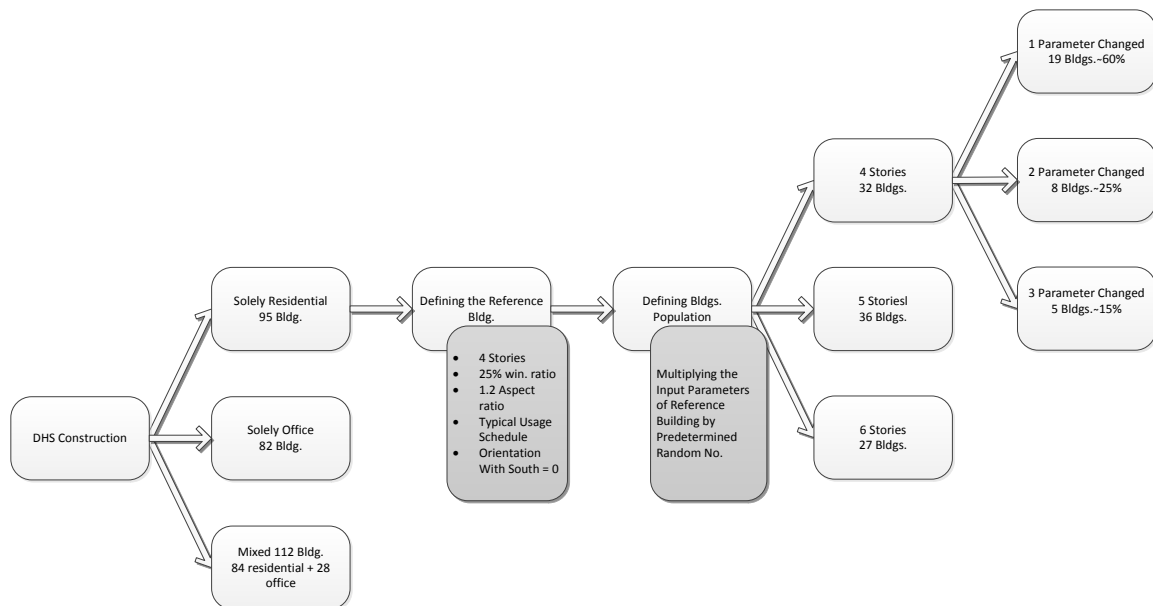 DHS Construction
Solely Residential
95 Bldg.
Solely Office
82 Bldg.
Mixed 112 Bldg.
84 residential + 28
office
Defining the Reference
Bldg.
• 4 Stories
• 25% win. ratio
• 1.2 Aspect
ratio
• Typical Usage
Schedule
• Orientation
With South = 0
Defining Bldgs.
Population
Multiplying the
Input Parameters
of Reference
Building by
Predetermined
Random No.
4 Stories
32 Bldgs.
5 Storiesl
36 Bldgs.
6 Stories
27 Bldgs.
1 Parameter Changed
19 Bldgs.~60%
2 Parameter Changed
8 Bldgs.~25%
3 Parameter Changed
5 Bldgs.~15%